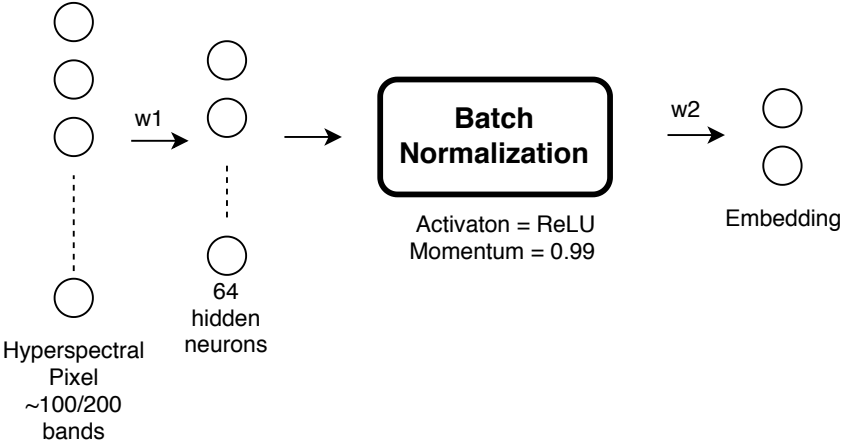 w1
Batch
Normalization
w2
Activaton = ReLU
Momentum = 0.99
Embedding
64
hidden
neurons
Hyperspectral
Pixel
~100/200
bands